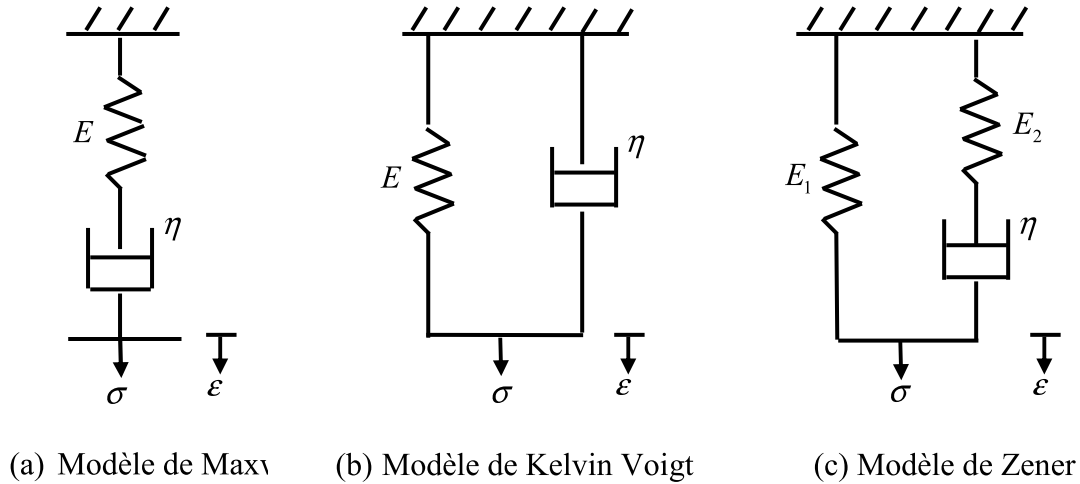 E
η
σ
ε
(a) Modèle de Maxv
E
η
σ
ε
(b) Modèle de Kelvin Voigt
E₁
E₂
η
σ
ε
(c) Modèle de Zener